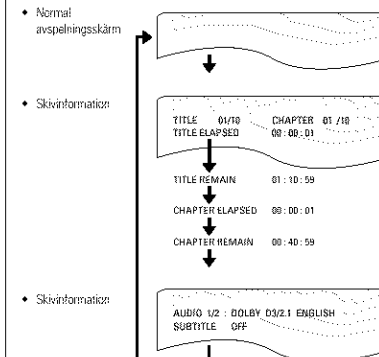 • Normal
avspelningsskärm
• Skivinformation
TITLE 01/10 CHAPTER 01/10
TITLE ELAPSED 00:00:01
TITLE REMAIN 01:10:59
CHAPTER ELAPSED 00:00:01
CHAPTER REMAIN 00:40:59
• Skivinformation
AUDIO 1/2 : DOLBY D3/2.1 ENGLISH
SUBTITLE OFF